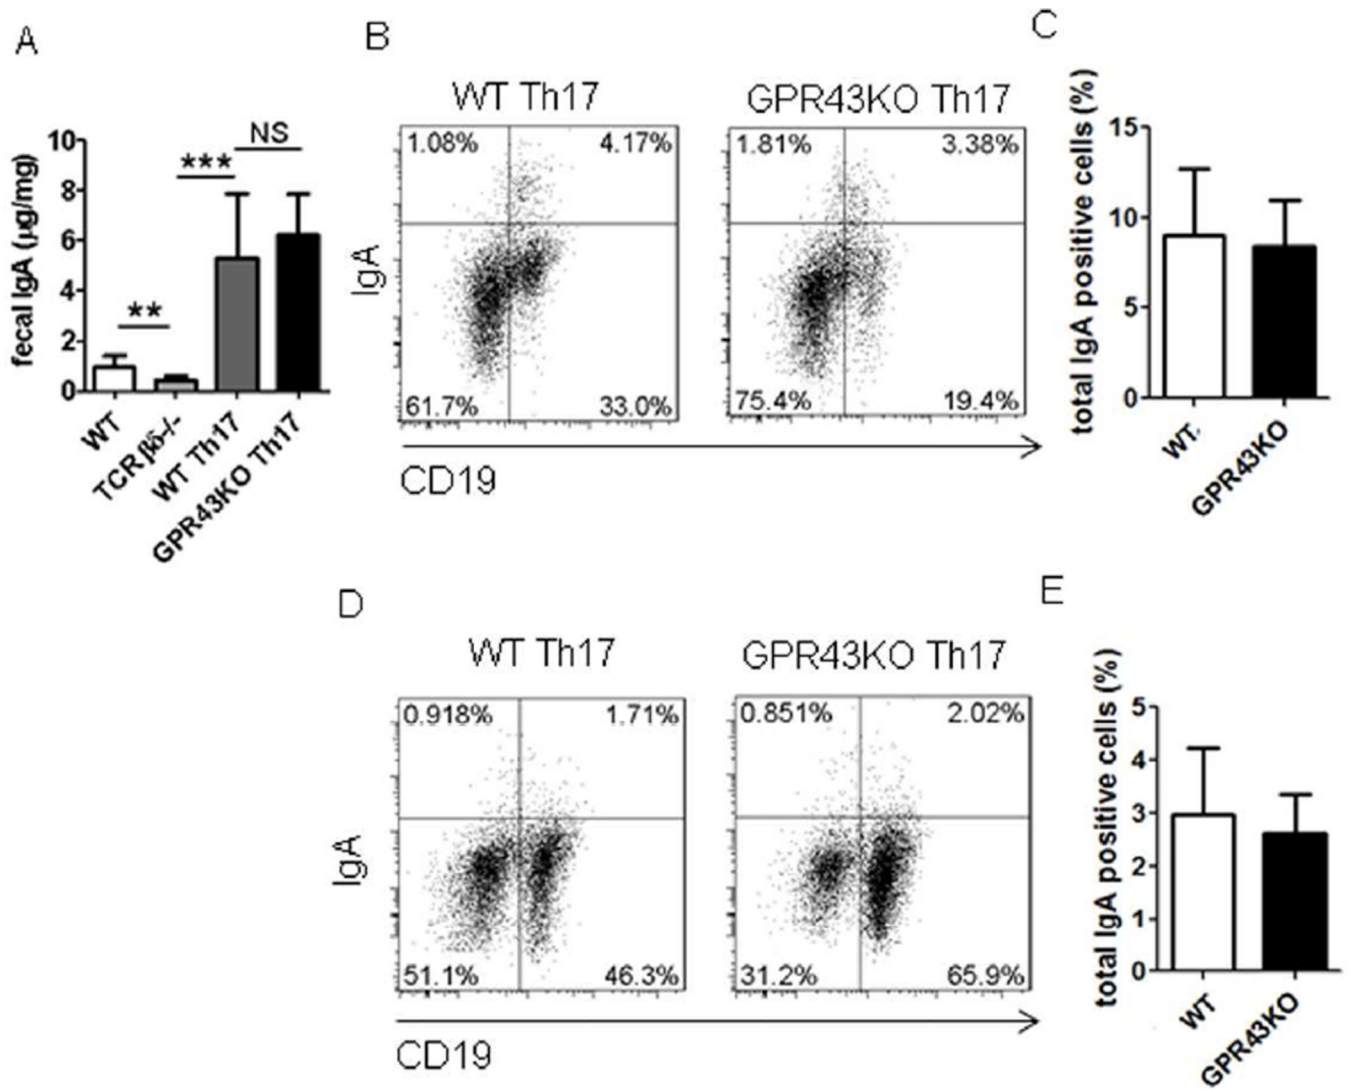 A
fecal IgA (µg/mg)
10
8
6
4
2
0
**
***
NS
WT
TCRβδ-/-
WT Th17
GPR43KO Th17
B
WT Th17
GPR43KO Th17
1.08%
4.17%
61.7%
33.0%
1.81%
3.38%
75.4%
19.4%
IgA
CD19
C
total IgA positive cells (%)
15
10
5
0
WT
GPR43KO
D
WT Th17
GPR43KO Th17
0.918%
1.71%
51.1%
46.3%
0.851%
2.02%
31.2%
65.9%
IgA
CD19
E
total IgA positive cells (%)
5
4
3
2
1
0
WT
GPR43KO